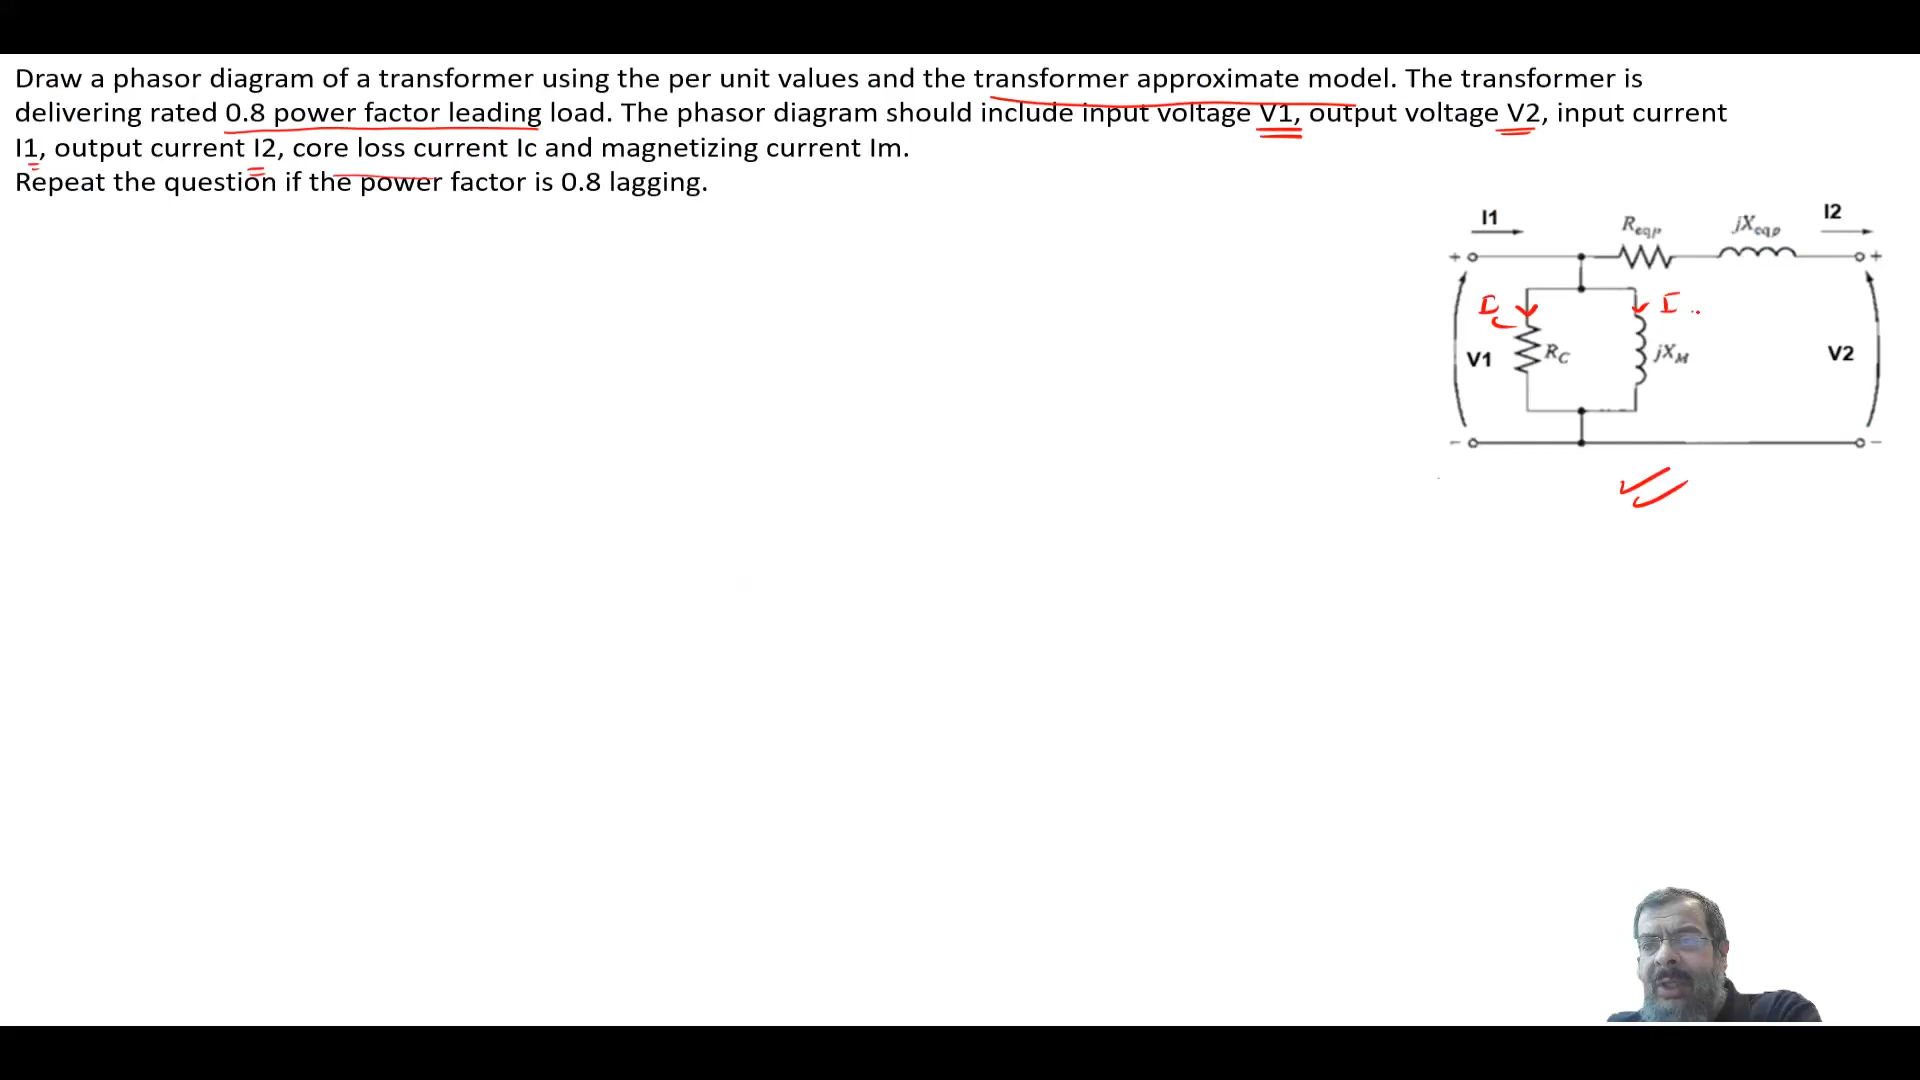 Draw a phasor diagram of a transformer using the per unit values and the transformer approximate model. The transformer is
delivering rated 0.8 power factor leading load. The phasor diagram should include input voltage V1, output voltage V2, input current
I1, output current I2, core loss current Ic and magnetizing current Im.
Repeat the question if the power factor is 0.8 lagging.
I1 Reqp jXeqp I2
+ +
Ic I
V1 RC jXM V2
- -